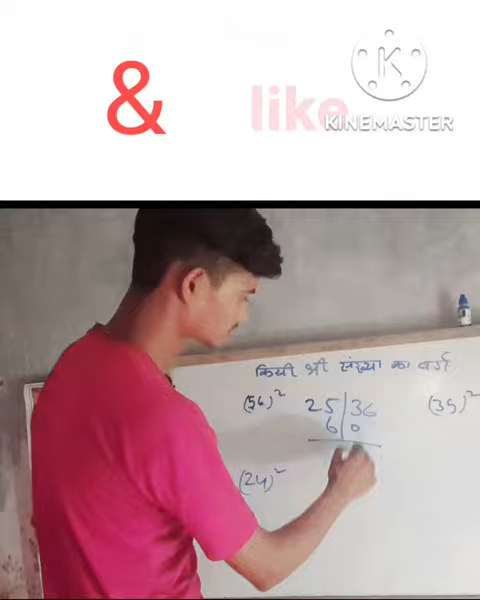 & like
KINEMASTER
किसी भी संख्या का वर्ग
(56)² 25|36 (35)²
6|0
(24)²